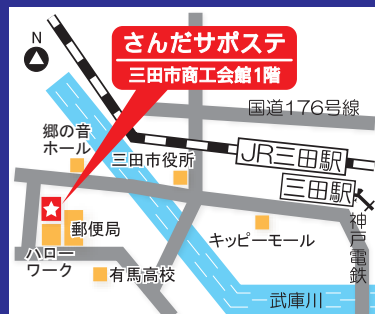 さんだサポステ
三田市商工会館1階
N
国道176号線
郷の音
ホール
三田市役所
JR三田駅
三田駅
神戸電鉄
郵便局
ハロー
ワーク
キッピーモール
有馬高校
武庫川